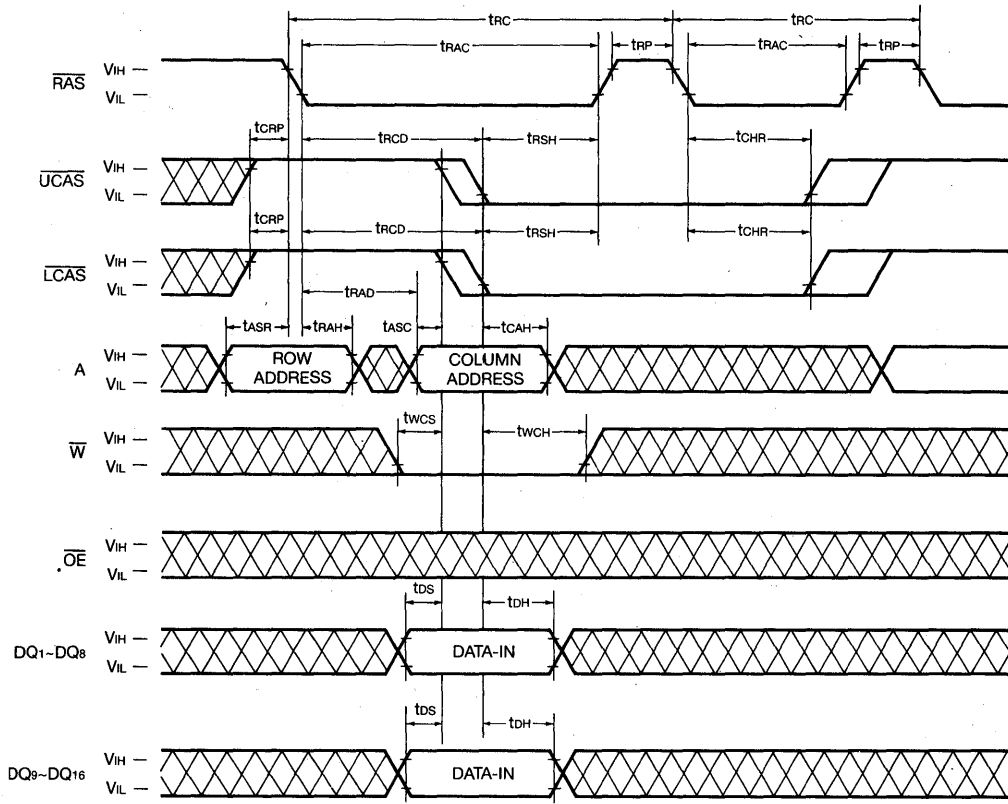 tRC tRC
tRAC tRP tRAC tRP
RAS VIH
VIL
tCRP tRCD tRSH tCHR
UCAS VIH
VIL
tCRP tRCD tRSH tCHR
LCAS VIH
VIL
tRAD
tASR tRAH tASC tCAH
A VIH
VIL
ROW
ADDRESS
COLUMN
ADDRESS
tWCS tWCH
W VIH
VIL
OE VIH
VIL
tDS tDH
DQ1~DQ8 VIH
VIL
DATA-IN
tDS tDH
DQ9~DQ16 VIH
VIL
DATA-IN